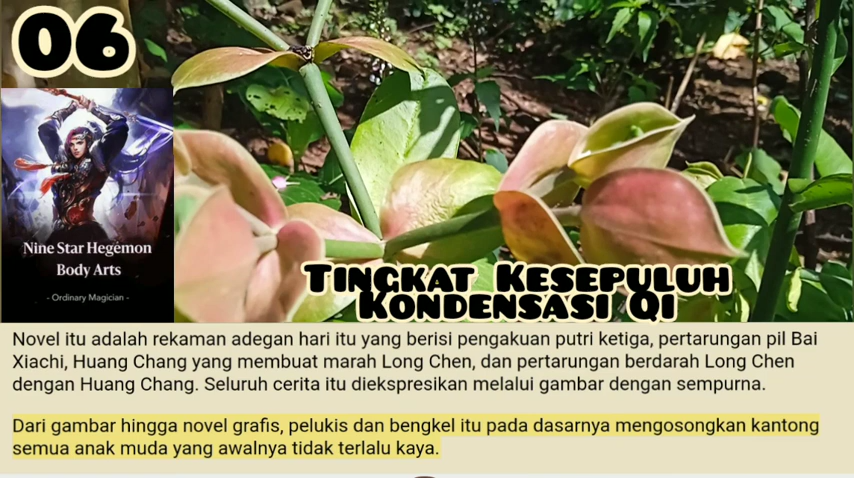 06
Nine Star Hegemon
Body Arts
- Ordinary Magician -
Tingkat Kesepuluh
Kondensasi Qi
Novel itu adalah rekaman adegan hari itu yang berisi pengakuan putri ketiga, pertarungan pil Bai
Xiachi, Huang Chang yang membuat marah Long Chen, dan pertarungan berdarah Long Chen
dengan Huang Chang. Seluruh cerita itu diekspresikan melalui gambar dengan sempurna.
Dari gambar hingga novel grafis, pelukis dan bengkel itu pada dasarnya mengosongkan kantong
semua anak muda yang awalnya tidak terlalu kaya.